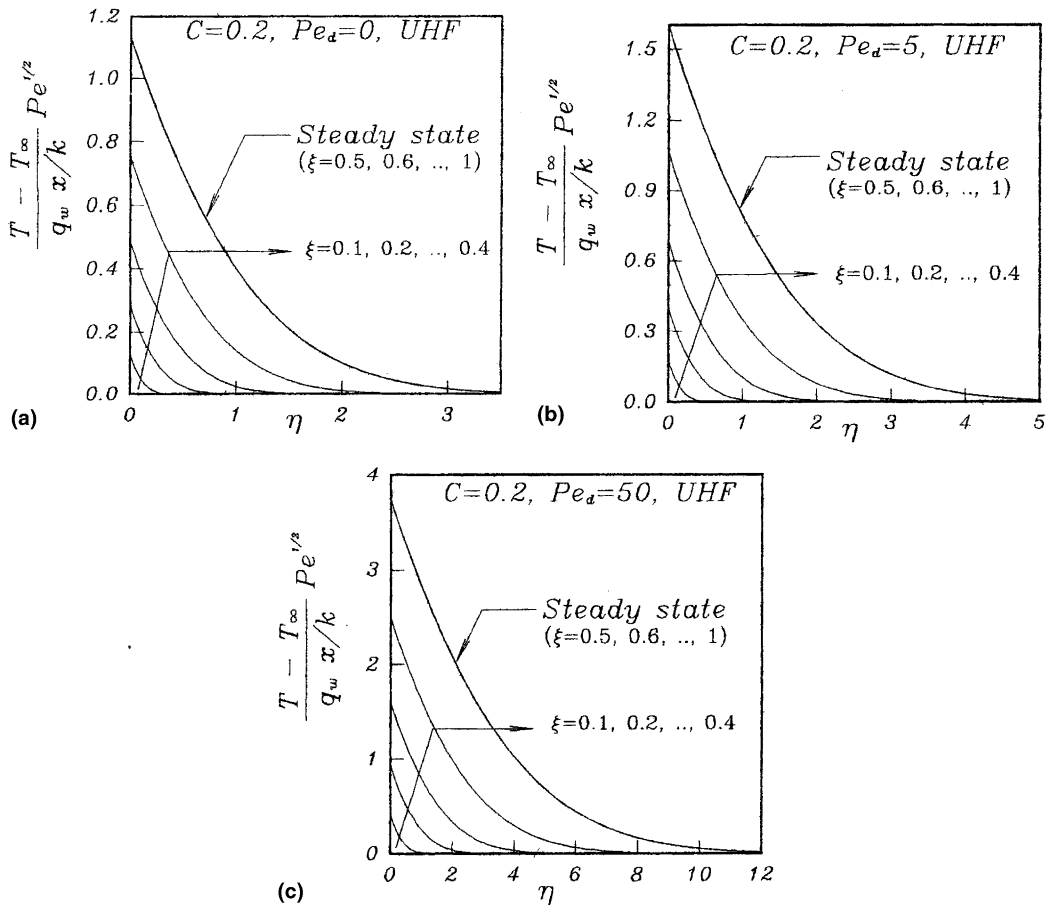 C=0.2, Pe_d=0, UHF
T − T∞
q_w x/k
Pe^1/2
1.2
1.0
0.8
0.6
0.4
0.2
0.0
Steady state
(ξ=0.5, 0.6, .., 1)
ξ=0.1, 0.2, .., 0.4
0 1 2 3
η
(a)
C=0.2, Pe_d=5, UHF
T − T∞
q_w x/k
Pe^1/2
1.5
1.2
0.9
0.6
0.3
0.0
Steady state
(ξ=0.5, 0.6, .., 1)
ξ=0.1, 0.2, .., 0.4
0 1 2 3 4 5
η
(b)
C=0.2, Pe_d=50, UHF
T − T∞
q_w x/k
Pe^1/2
4
3
2
1
0
Steady state
(ξ=0.5, 0.6, .., 1)
ξ=0.1, 0.2, .., 0.4
0 2 4 6 8 10 12
η
(c)